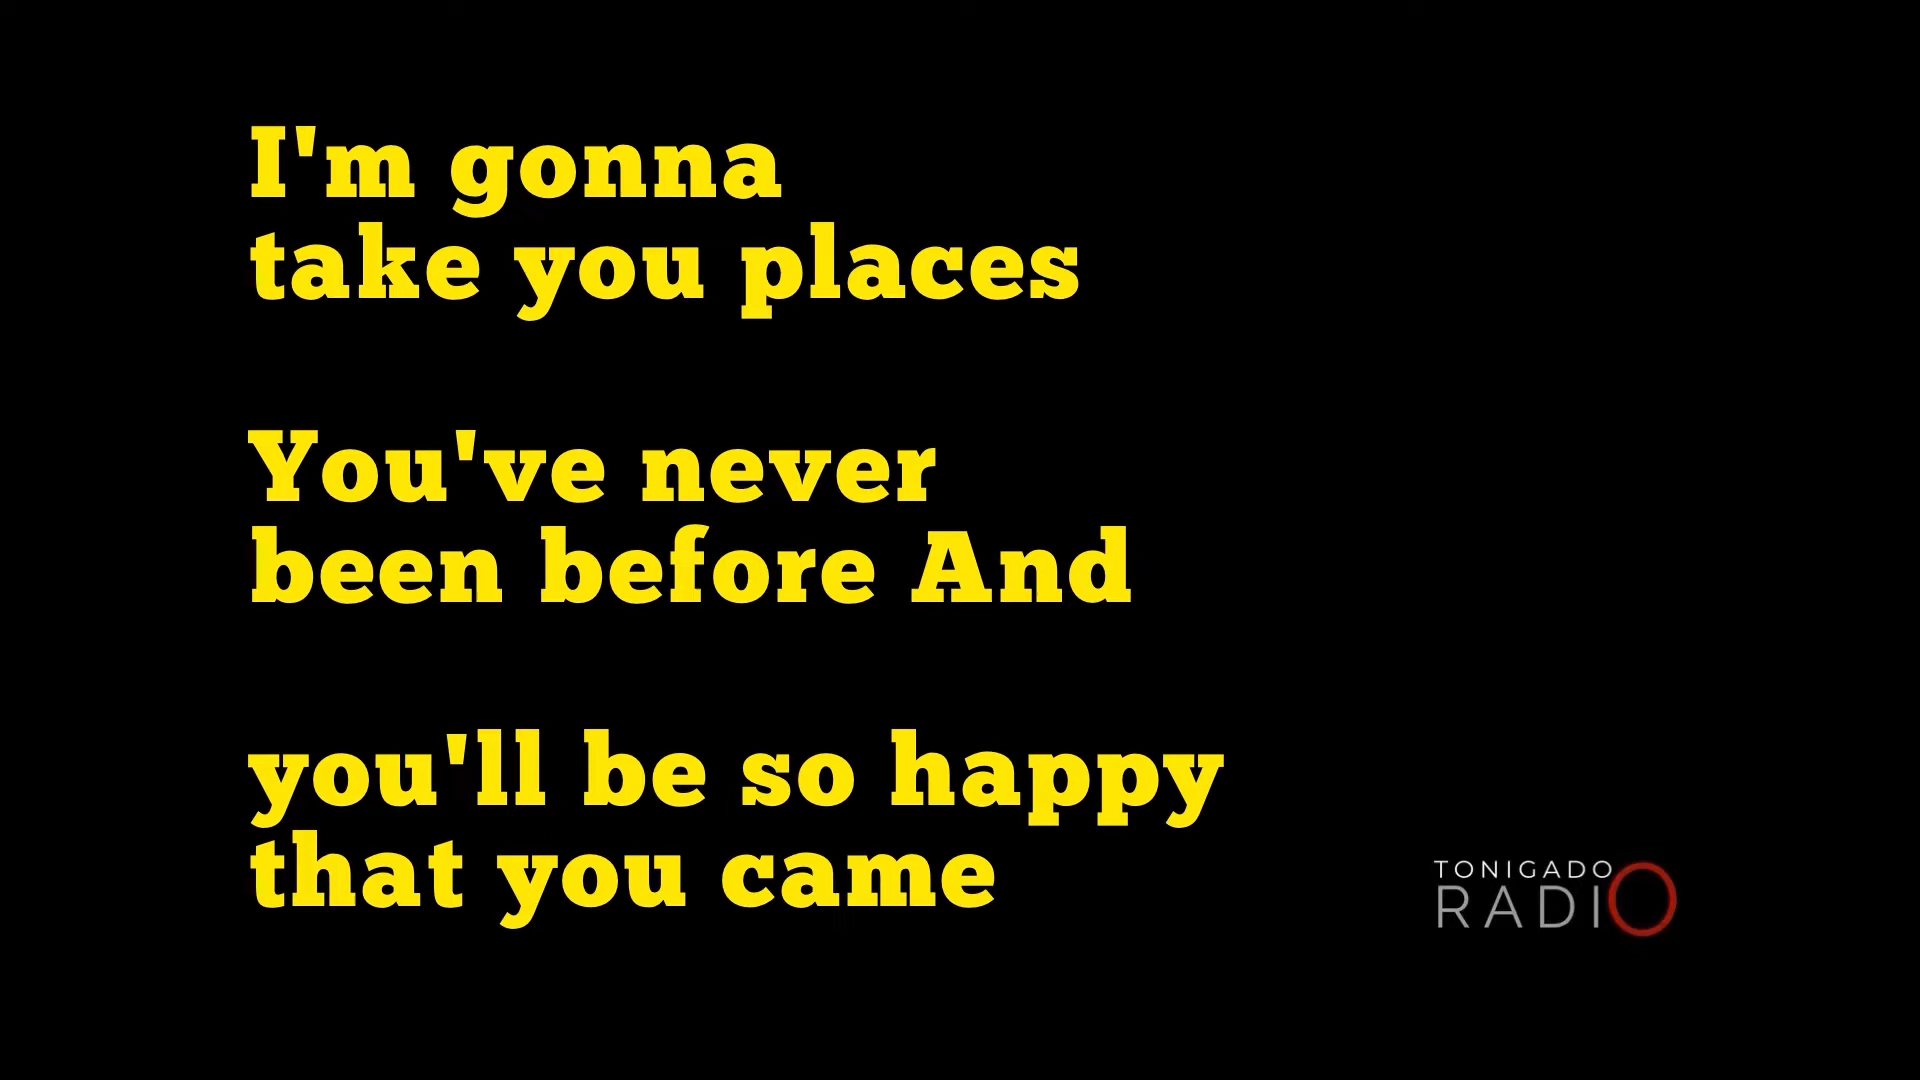 I'm gonna
take you places
You've never
been before And
you'll be so happy
that you came
TONIGADO
RADIO